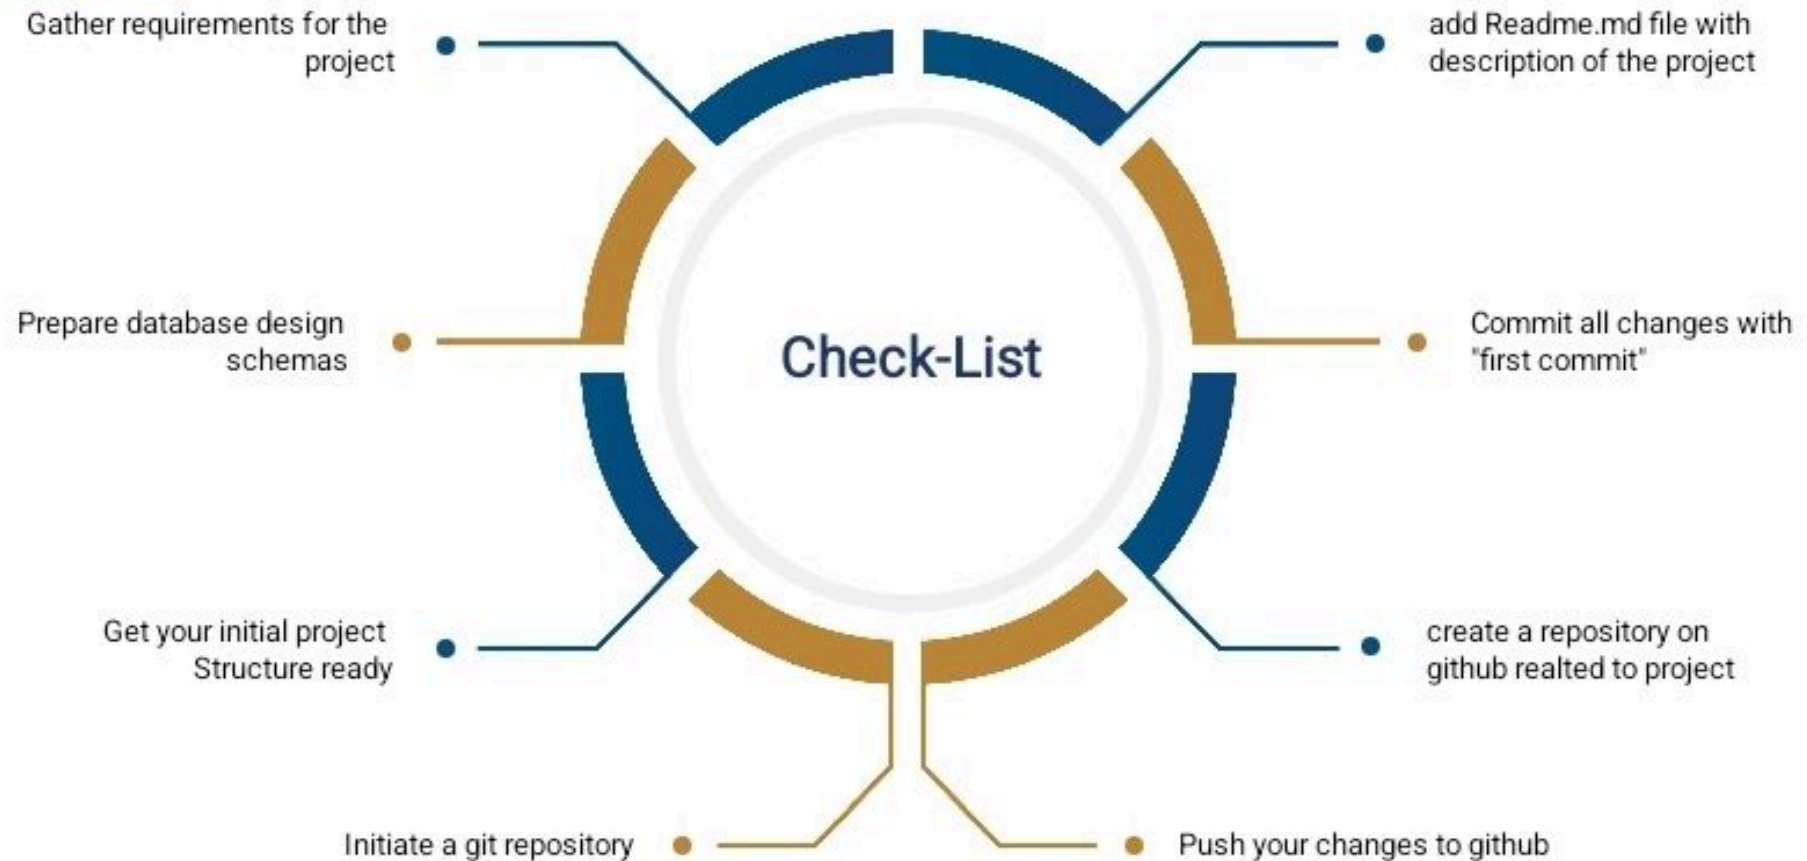 Gather requirements for the
project
Prepare database design
schemas
Get your initial project
Structure ready
Initiate a git repository
Check-List
add Readme.md file with
description of the project
Commit all changes with
"first commit"
create a repository on
github realted to project
Push your changes to github